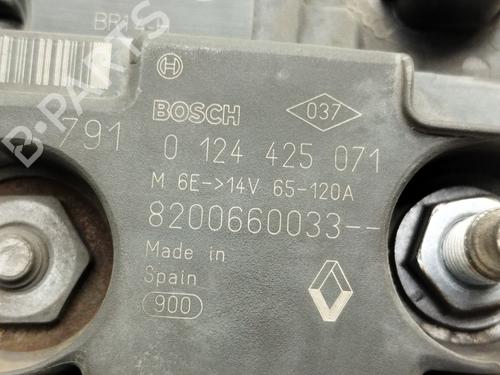 BOSCH
037
791
0 124 425 071
M 6E->14V 65-120A
8200660033--
Made in
Spain
900
B-PARTS